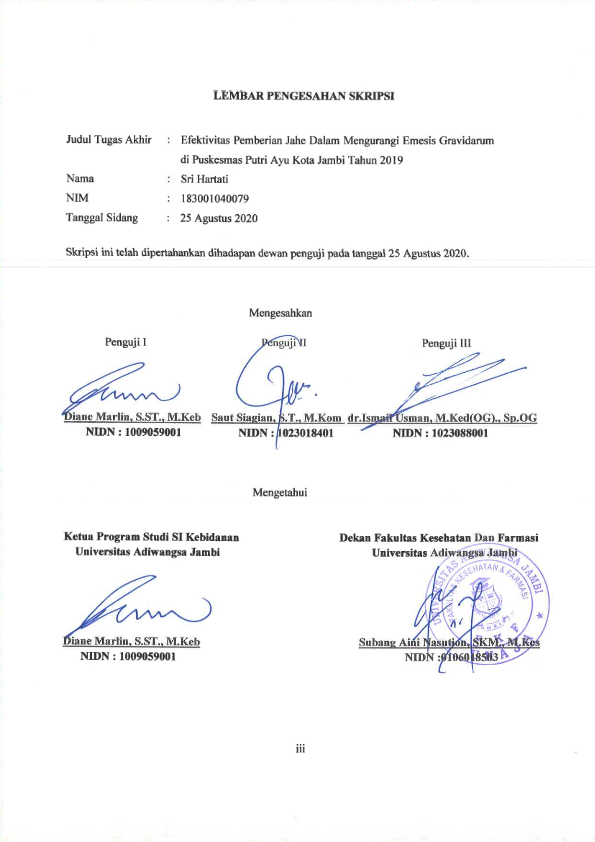 LEMBAR PENGESAHAN SKRIPSI
Judul Tugas Akhir : Efektivitas Pemberian Jahe Dalam Mengurangi Emesis Gravidarum
di Puskesmas Putri Ayu Kota Jambi Tahun 2019
Nama : Sri Hartati
NIM : 183001040079
Tanggal Sidang : 25 Agustus 2020
Skripsi ini telah dipertahankan dihadapan dewan penguji pada tanggal 25 Agustus 2020.
Mengesahkan
Penguji I Penguji II Penguji III
Diane Marlin, S.ST., M.Keb Saut Siagian, S.T., M.Kom dr.Ismail Usman, M.Ked(OG)., Sp.OG
NIDN : 1009059001 NIDN : 1023018401 NIDN : 1023088001
Mengetahui
Ketua Program Studi SI Kebidanan Dekan Fakultas Kesehatan Dan Farmasi
Universitas Adiwangsa Jambi Universitas Adiwangsa Jambi
UNIVERSITAS ADIWANGSA JAMBI
FAKULTAS KESEHATAN & FARMASI
Diane Marlin, S.ST., M.Keb Subang Aini Nasution, SKM., M.Kes
NIDN : 1009059001 NIDN :0106018503
iii